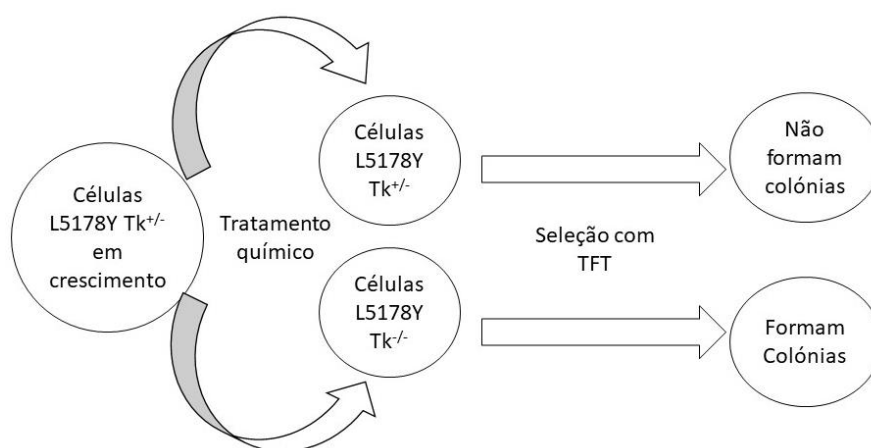 Células
L5178Y Tk+/-
em
crescimento
Tratamento
químico
Células
L5178Y
Tk+/-
Células
L5178Y
Tk-/-
Seleção com
TFT
Não
formam
colónias
Formam
Colónias